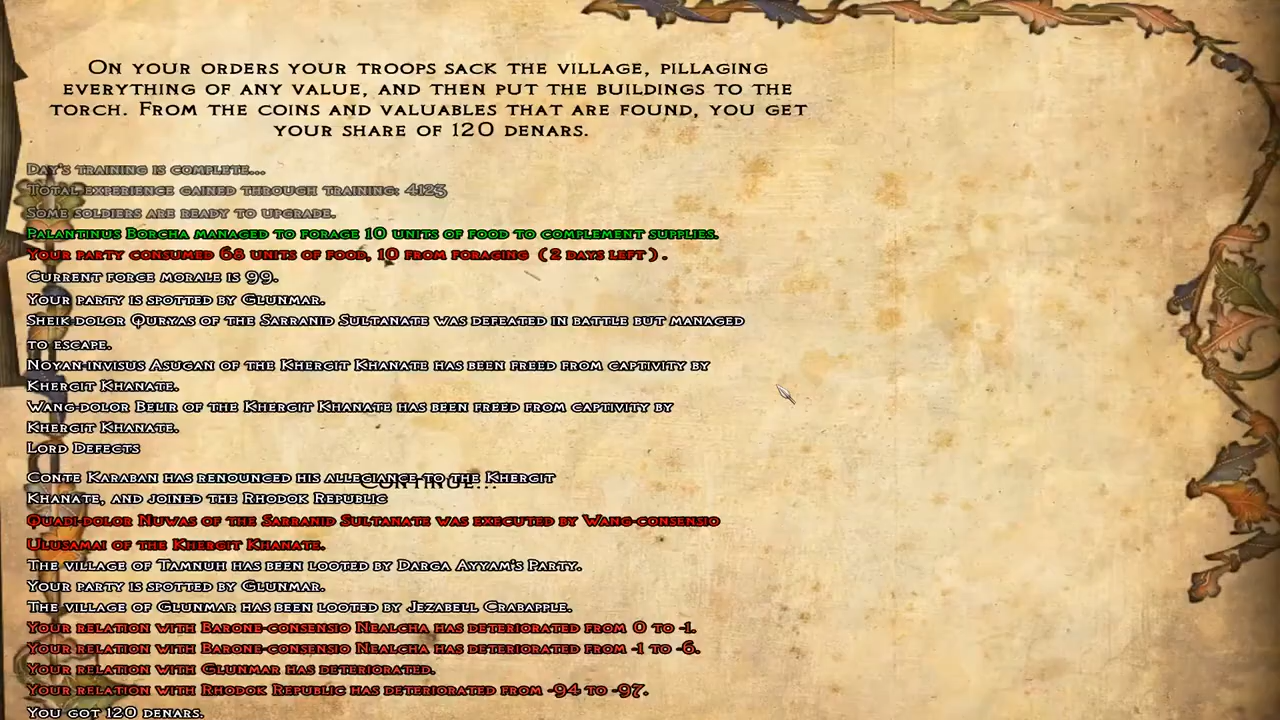 On your orders your troops sack the village, pillaging
everything of any value, and then put the buildings to the
torch. From the coins and valuables that are found, you get
your share of 120 denars.
Day's training is complete...
Total experience gained through training: 4123
Some soldiers are ready to upgrade.
Palantinus Borcha managed to forage 10 units of food to complement supplies.
Your party consumed 68 units of food, 10 from foraging (2 days left).
Current force morale is 99.
Your party is spotted by Glunmar.
Sheik-dolor Quryas of the Sarranid Sultanate was defeated in battle but managed
to escape.
Noyan-invisus Asugan of the Khergit Khanate has been freed from captivity by
Khergit Khanate.
Wang-dolor Belir of the Khergit Khanate has been freed from captivity by
Khergit Khanate.
Lord Defects
Conte Karaban has renounced his allegiance to the Khergit
Continue...
Khanate, and joined the Rhodok Republic
Quadi-dolor Nuwas of the Sarranid Sultanate was executed by Wang-consensio
Ulusamai of the Khergit Khanate.
The village of Tamnuh has been looted by Darga Ayyam's Party.
Your party is spotted by Glunmar.
The village of Glunmar has been looted by Jezabell Crabapple.
Your relation with Barone-consensio Nealcha has deteriorated from 0 to -1.
Your relation with Barone-consensio Nealcha has deteriorated from -1 to -6.
Your relation with Glunmar has deteriorated.
Your relation with Rhodok Republic has deteriorated from -94 to -97.
You got 120 denars.